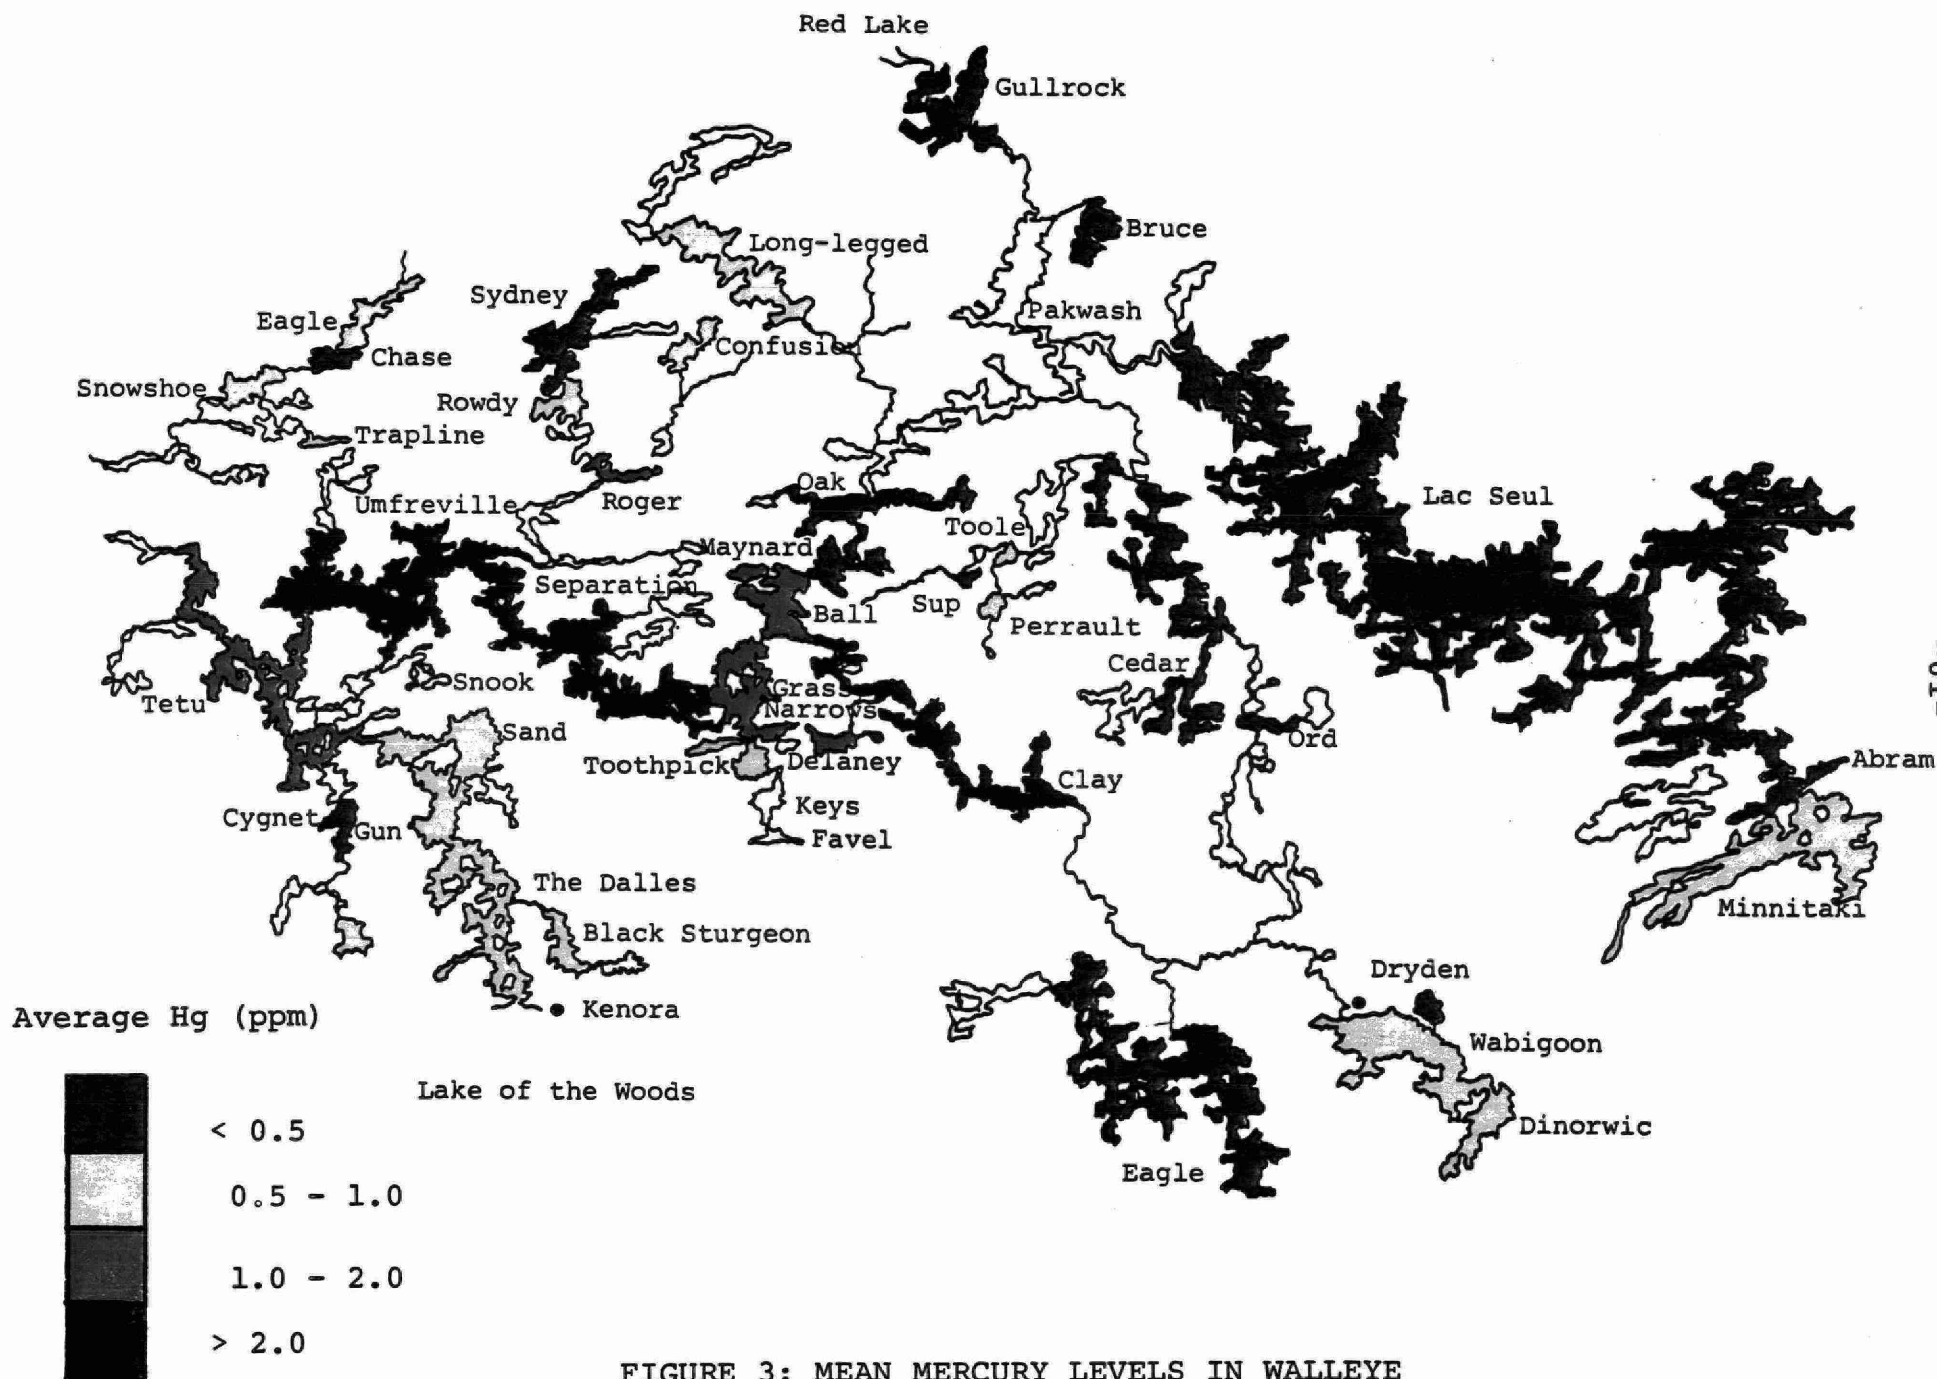 Red Lake
Gullrock
Bruce
Long-legged
Sydney
Eagle
Pakwash
Confusion
Chase
Snowshoe
Rowdy
Trapline
Oak
Lac Seul
Umfreville
Roger
Toole
Maynard
Separation
Sup
Ball
Perrault
Cedar
Snook
Grass
Narrows
Tetu
Sand
Ord
Toothpick
Delaney
Abram
Clay
Keys
Cygnet
Gun
Favel
The Dalles
Minnitaki
Black Sturgeon
Dryden
Kenora
Average Hg (ppm)
Wabigoon
Lake of the Woods
Dinorwic
< 0.5
Eagle
0.5 - 1.0
1.0 - 2.0
> 2.0
FIGURE 3: MEAN MERCURY LEVELS IN WALLEYE